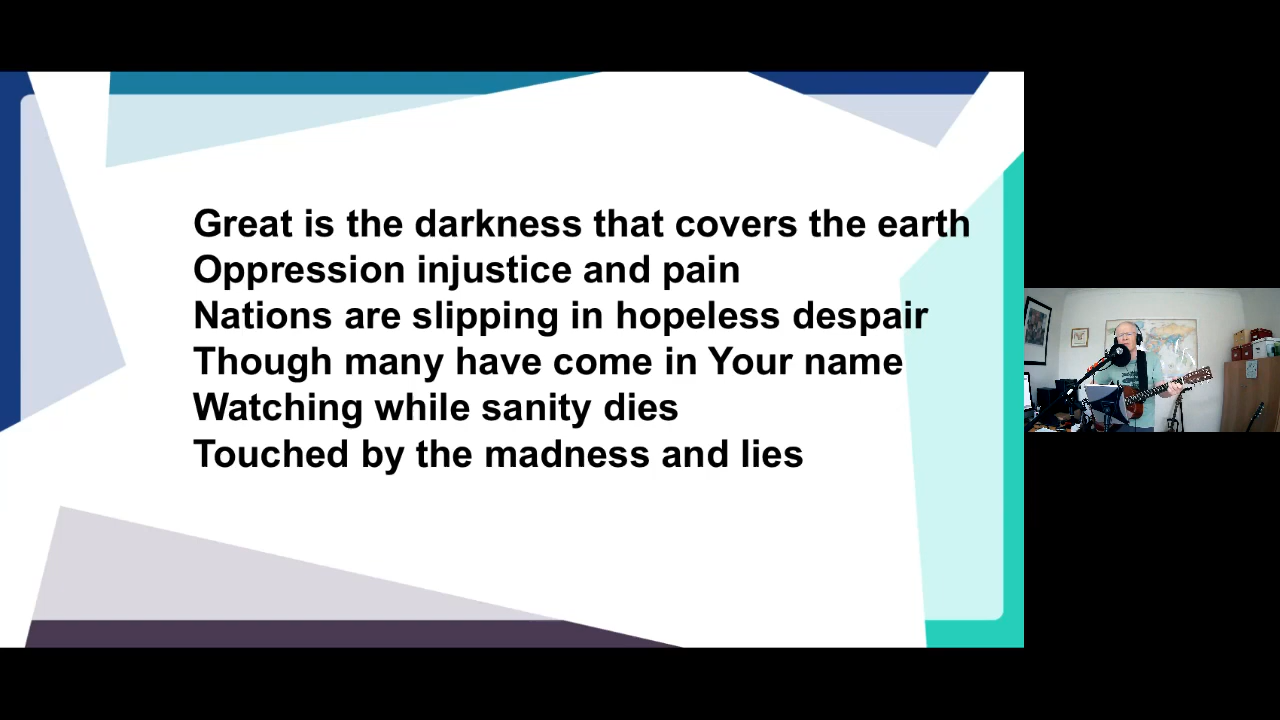 Great is the darkness that covers the earth
Oppression injustice and pain
Nations are slipping in hopeless despair
Though many have come in Your name
Watching while sanity dies
Touched by the madness and lies